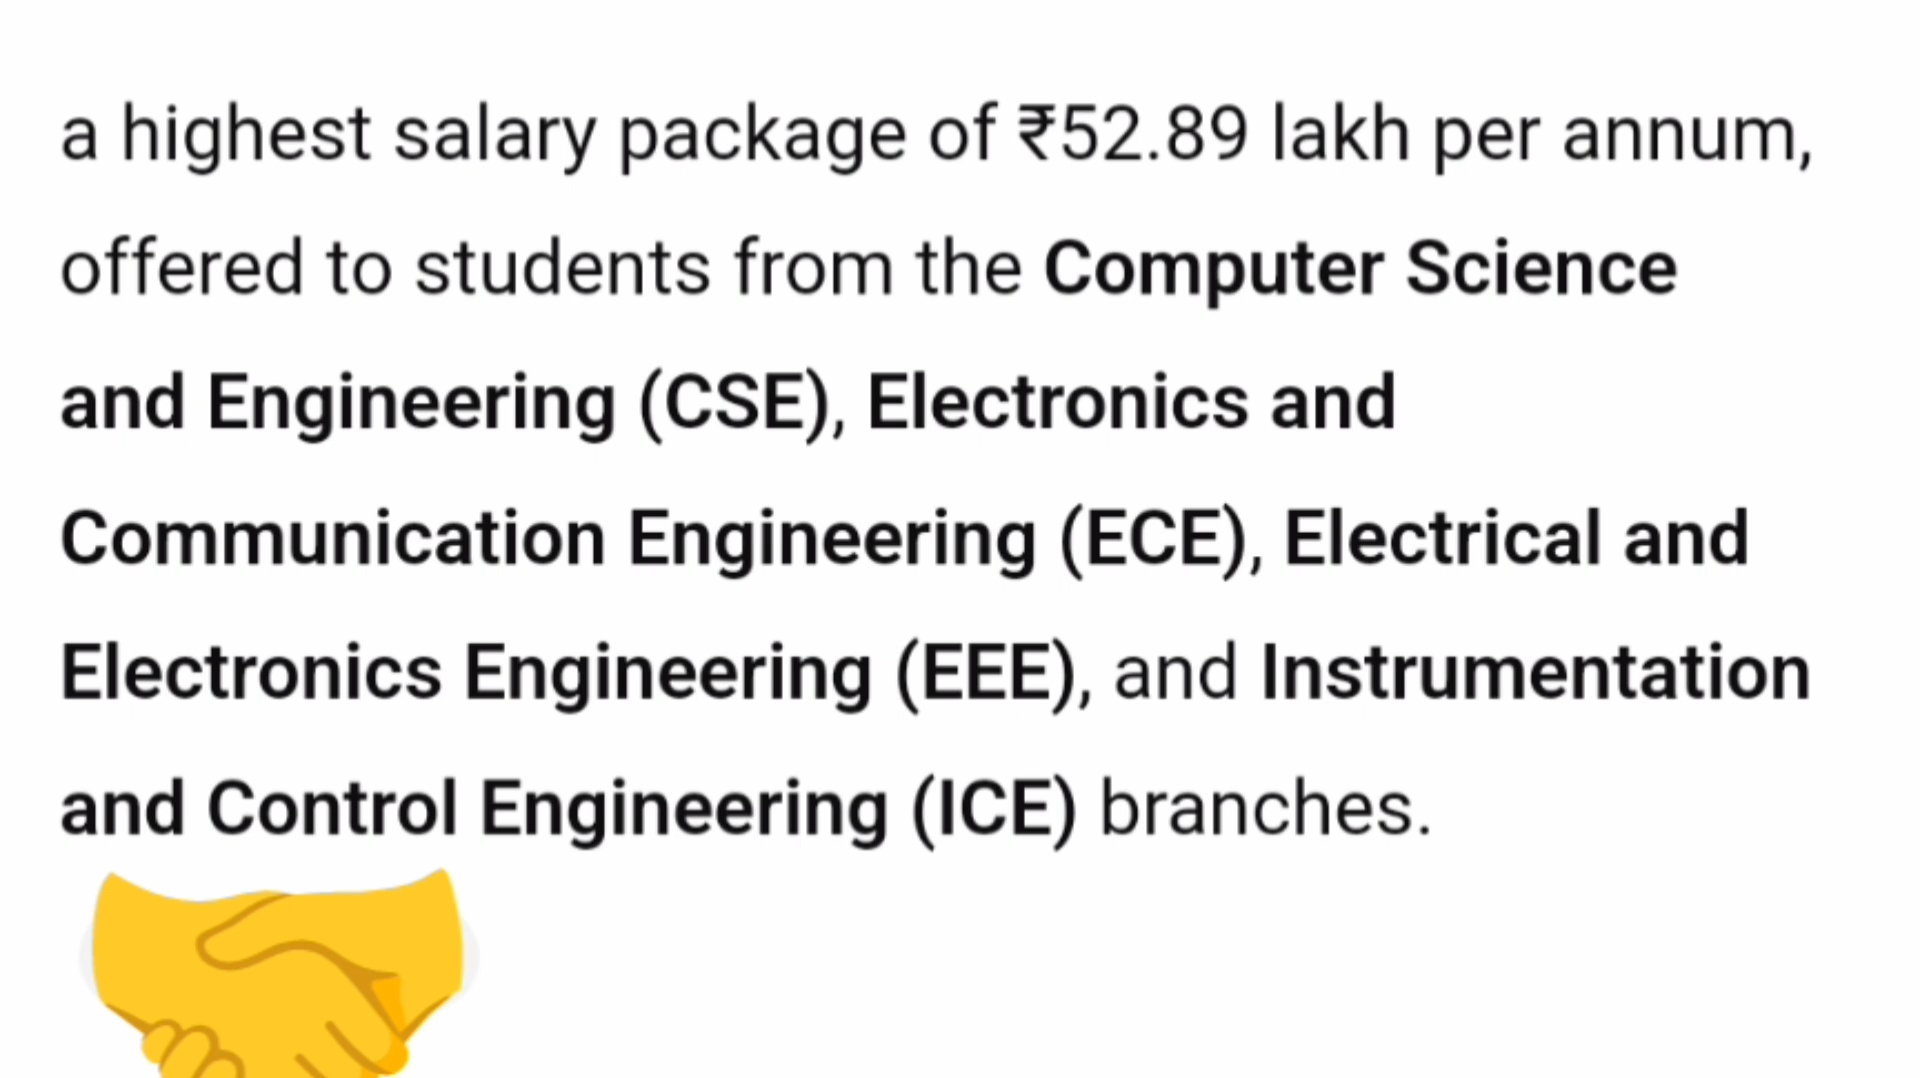 a highest salary package of ₹52.89 lakh per annum,
offered to students from the Computer Science
and Engineering (CSE), Electronics and
Communication Engineering (ECE), Electrical and
Electronics Engineering (EEE), and Instrumentation
and Control Engineering (ICE) branches.